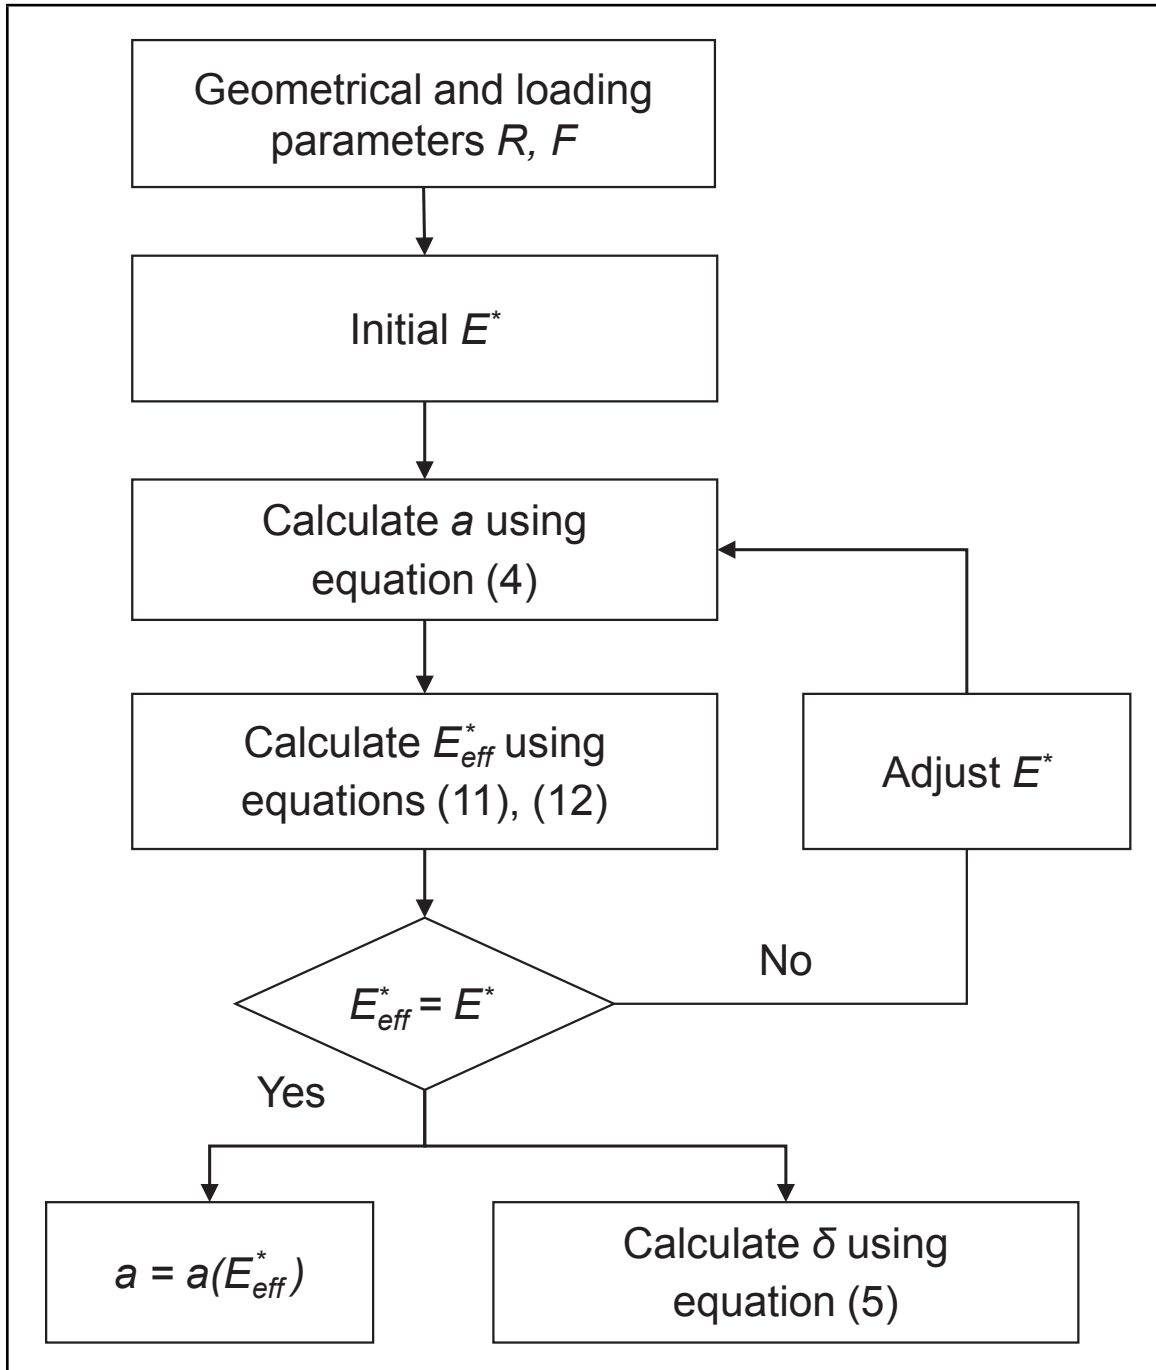 Geometrical and loading
parameters R, F
Initial E*
Calculate a using
equation (4)
Calculate E*eff using
equations (11), (12)
Adjust E*
No
E*eff = E*
Yes
a = a(E*eff)
Calculate δ using
equation (5)